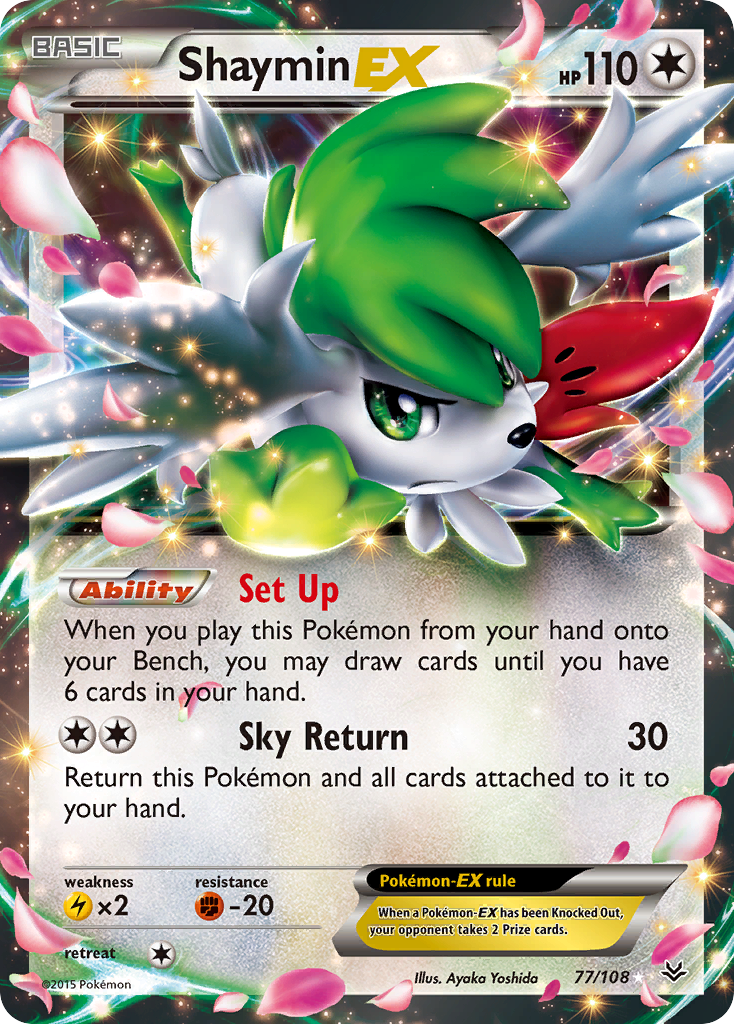 BASIC
Shaymin EX
HP 110
Ability Set Up
When you play this Pokémon from your hand onto
your Bench, you may draw cards until you have
6 cards in your hand.
Sky Return 30
Return this Pokémon and all cards attached to it to
your hand.
weakness
×2
resistance
-20
retreat
Pokémon-EX rule
When a Pokémon-EX has been Knocked Out,
your opponent takes 2 Prize cards.
©2015 Pokémon
Illus. Ayaka Yoshida
77/108